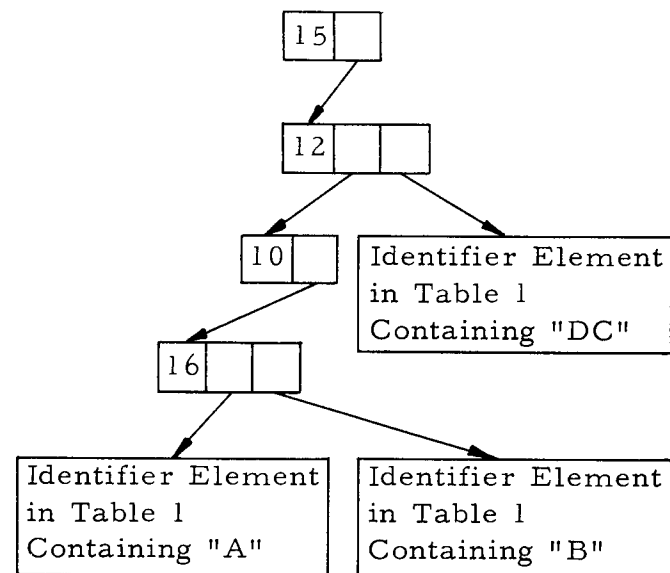 15
12
10
Identifier Element
in Table 1
Containing "DC"
16
Identifier Element
in Table 1
Containing "A"
Identifier Element
in Table 1
Containing "B"